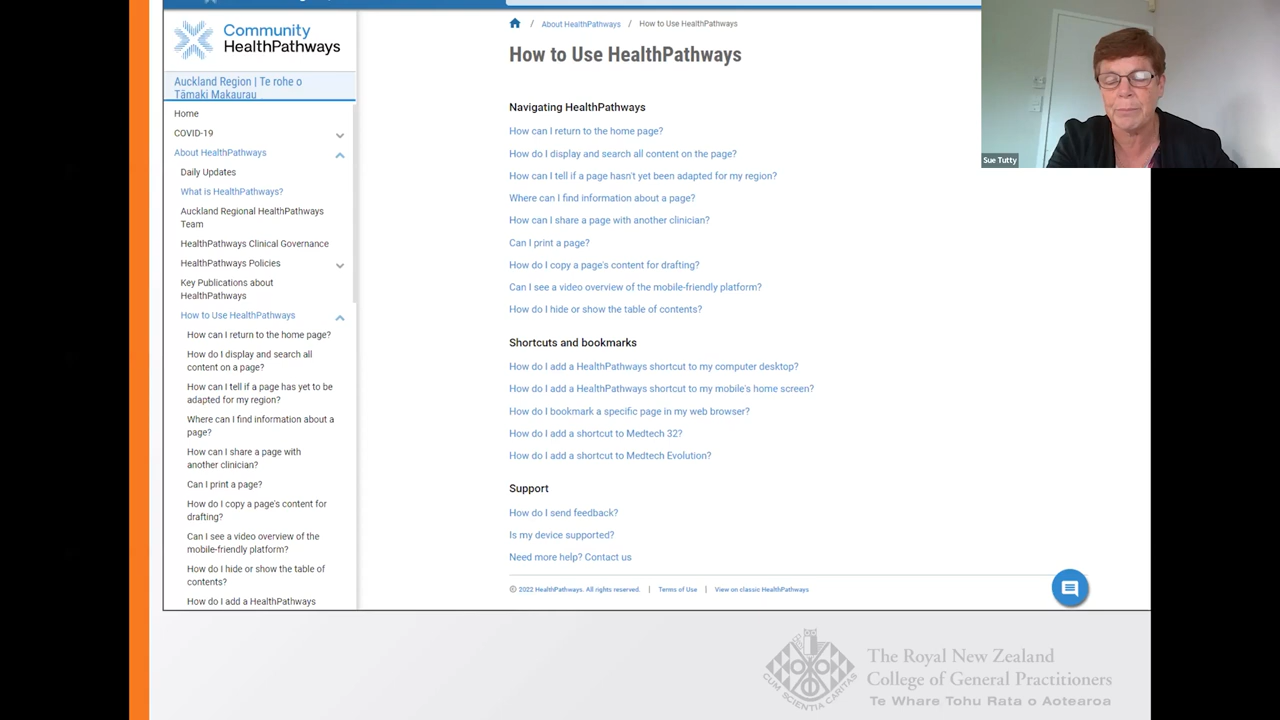 Community
HealthPathways
Auckland Region | Te rohe o
Tāmaki Makaurau
Home
COVID-19
About HealthPathways
Daily Updates
What is HealthPathways?
Auckland Regional HealthPathways
Team
HealthPathways Clinical Governance
HealthPathways Policies
Key Publications about
HealthPathways
How to Use HealthPathways
How can I return to the home page?
How do I display and search all
content on a page?
How can I tell if a page has yet to be
adapted for my region?
Where can I find information about a
page?
How can I share a page with
another clinician?
Can I print a page?
How do I copy a page's content for
drafting?
Can I see a video overview of the
mobile-friendly platform?
How do I hide or show the table of
contents?
How do I add a HealthPathways
/ About HealthPathways / How to Use HealthPathways
How to Use HealthPathways
Navigating HealthPathways
How can I return to the home page?
How do I display and search all content on the page?
How can I tell if a page hasn't yet been adapted for my region?
Where can I find information about a page?
How can I share a page with another clinician?
Can I print a page?
How do I copy a page's content for drafting?
Can I see a video overview of the mobile-friendly platform?
How do I hide or show the table of contents?
Shortcuts and bookmarks
How do I add a HealthPathways shortcut to my computer desktop?
How do I add a HealthPathways shortcut to my mobile's home screen?
How do I bookmark a specific page in my web browser?
How do I add a shortcut to Medtech 32?
How do I add a shortcut to Medtech Evolution?
Support
How do I send feedback?
Is my device supported?
Need more help? Contact us
© 2022 HealthPathways. All rights reserved. | Terms of Use | View on classic HealthPathways
Sue Tutty
CUM SCIENTIA CARITAS
The Royal New Zealand
College of General Practitioners
Te Whare Tohu Rata o Aotearoa